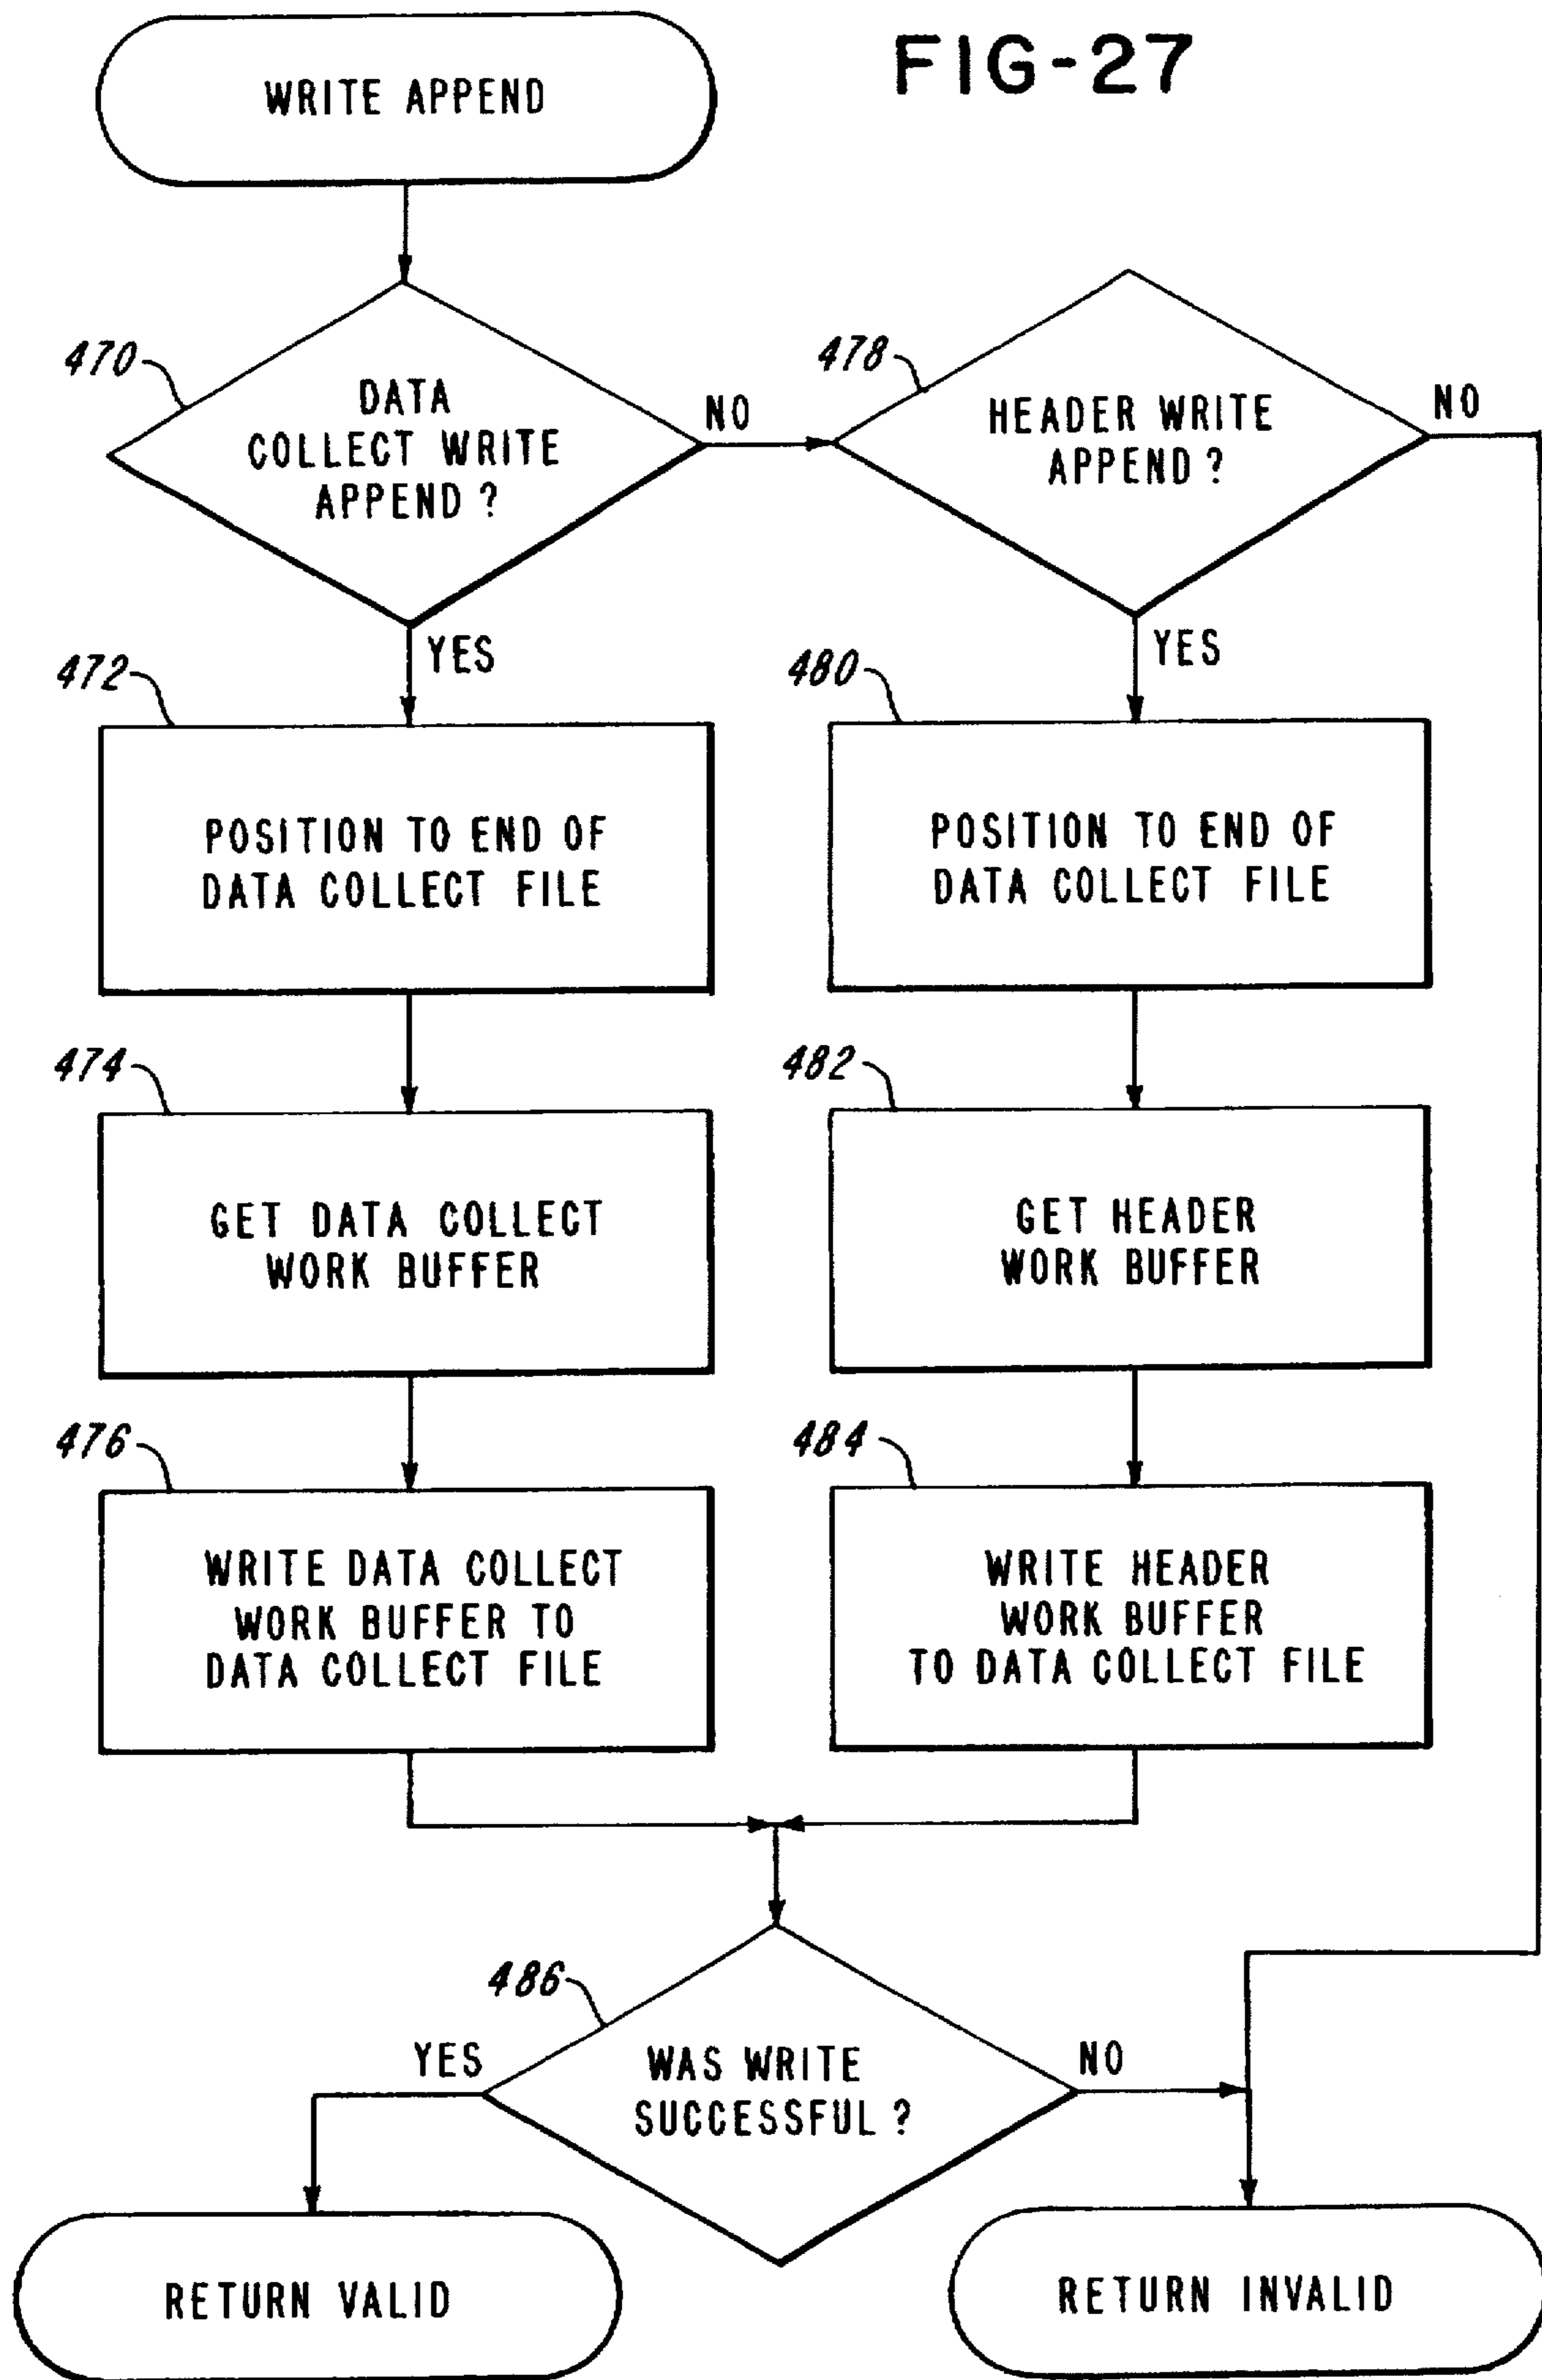 FIG-27
WRITE APPEND
470
DATA
COLLECT WRITE
APPEND?
NO
478
HEADER WRITE
APPEND?
NO
YES
YES
472
POSITION TO END OF
DATA COLLECT FILE
480
POSITION TO END OF
DATA COLLECT FILE
474
GET DATA COLLECT
WORK BUFFER
482
GET HEADER
WORK BUFFER
476
WRITE DATA COLLECT
WORK BUFFER TO
DATA COLLECT FILE
484
WRITE HEADER
WORK BUFFER
TO DATA COLLECT FILE
486
YES
WAS WRITE
SUCCESSFUL?
NO
RETURN VALID
RETURN INVALID